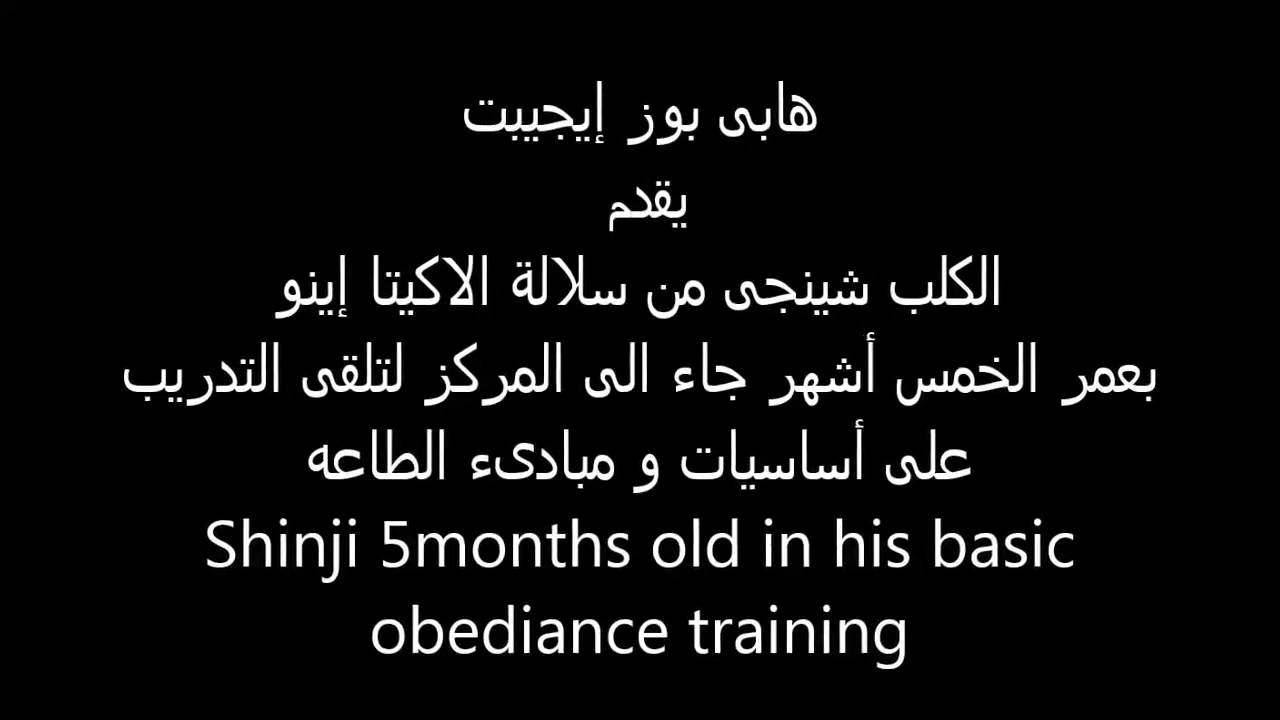 هابى بوز إيجيبت
يقدم
الكلب شينجى من سلالة الاكيتا إينو
بعمر الخمس أشهر جاء الى المركز لتلقى التدريب
على أساسيات و مبادىء الطاعه
Shinji 5months old in his basic
obediance training